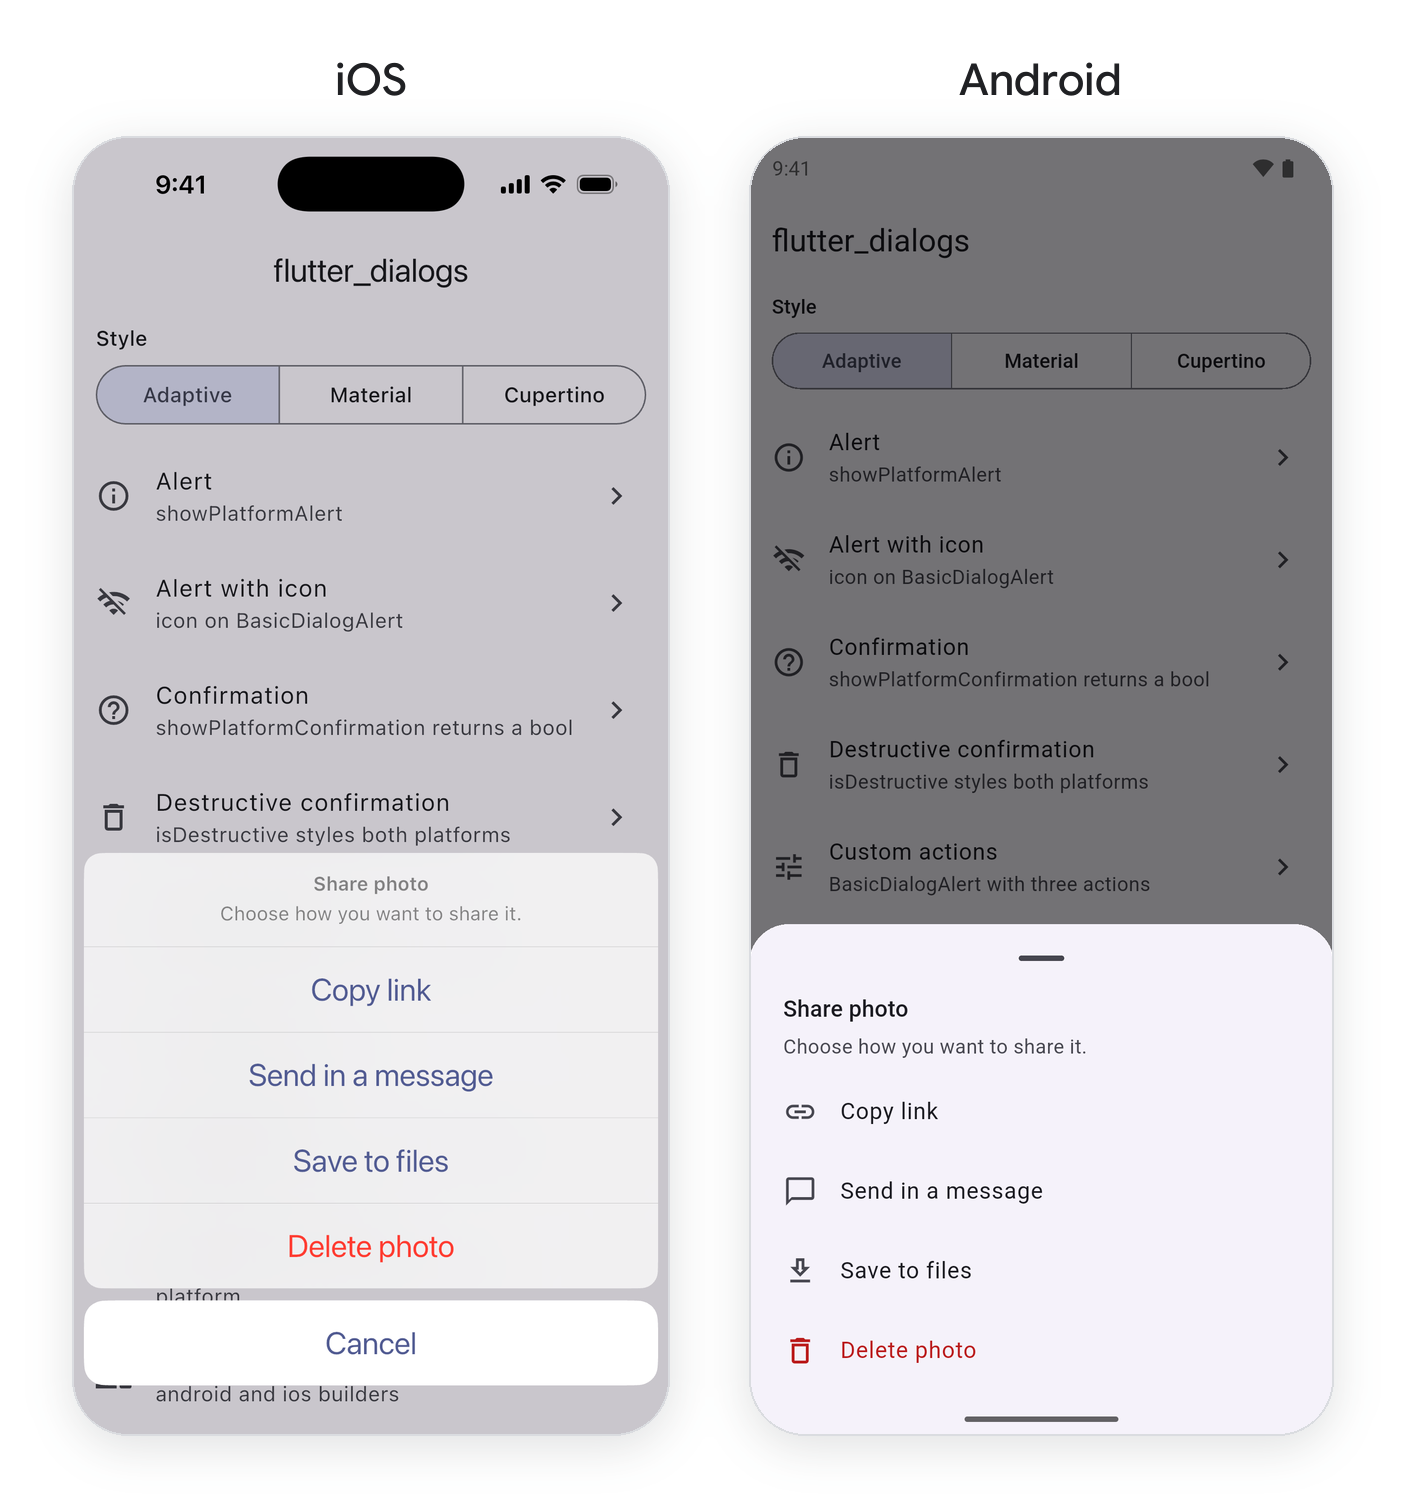 iOS
9:41
flutter_dialogs
Style
Adaptive
Material
Cupertino
Alert
showPlatformAlert
Alert with icon
icon on BasicDialogAlert
Confirmation
showPlatformConfirmation returns a bool
Destructive confirmation
isDestructive styles both platforms
Share photo
Choose how you want to share it.
Copy link
Send in a message
Save to files
Delete photo
platform
Cancel
android and ios builders
Android
9:41
flutter_dialogs
Style
Adaptive
Material
Cupertino
Alert
showPlatformAlert
Alert with icon
icon on BasicDialogAlert
Confirmation
showPlatformConfirmation returns a bool
Destructive confirmation
isDestructive styles both platforms
Custom actions
BasicDialogAlert with three actions
Share photo
Choose how you want to share it.
Copy link
Send in a message
Save to files
Delete photo